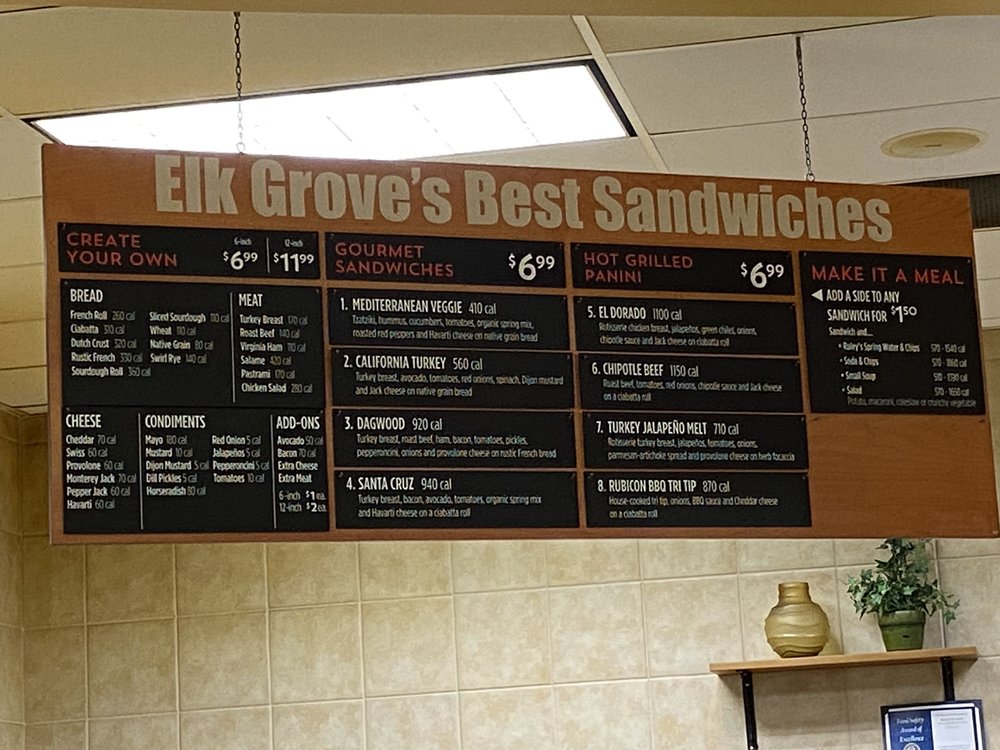 Elk Grove's Best Sandwiches
CREATE
YOUR OWN
6-inch
$6.99
12-inch
$11.99
BREAD
French Roll 260 cal
Ciabatta 310 cal
Dutch Crust 320 cal
Rustic French 330 cal
Sourdough Roll 360 cal
Sliced Sourdough 110 cal
Wheat 110 cal
Native Grain 80 cal
Swirl Rye 140 cal
MEAT
Turkey Breast 170 cal
Roast Beef 140 cal
Virginia Ham 110 cal
Salame 420 cal
Pastrami 170 cal
Chicken Salad 280 cal
CHEESE
Cheddar 70 cal
Swiss 60 cal
Provolone 60 cal
Monterey Jack 70 cal
Pepper Jack 60 cal
Havarti 60 cal
CONDIMENTS
Mayo 180 cal
Mustard 10 cal
Dijon Mustard 5 cal
Dill Pickles 5 cal
Horseradish 80 cal
Red Onion 5 cal
Jalapeños 5 cal
Pepperoncini 5 cal
Tomatoes 10 cal
ADD-ONS
Avocado 50 cal
Bacon 70 cal
Extra Cheese
Extra Meat
6-inch $1 ea.
12-inch $2 ea.
GOURMET
SANDWICHES
$6.99
1. MEDITERRANEAN VEGGIE 410 cal
Tzatziki, hummus, cucumbers, tomatoes, organic spring mix,
roasted red peppers and Havarti cheese on native grain bread
2. CALIFORNIA TURKEY 560 cal
Turkey breast, avocado, tomatoes, red onions, spinach, Dijon mustard
and Jack cheese on native grain bread
3. DAGWOOD 920 cal
Turkey breast, roast beef, ham, bacon, tomatoes, pickles,
pepperoncini, onions and provolone cheese on rustic French bread
4. SANTA CRUZ 940 cal
Turkey breast, bacon, avocado, tomatoes, organic spring mix
and Havarti cheese on a ciabatta roll
HOT GRILLED
PANINI
$6.99
5. EL DORADO 1100 cal
Rotisserie chicken breast, jalapeños, green chiles, onions,
chipotle sauce and Jack cheese on ciabatta roll
6. CHIPOTLE BEEF 1150 cal
Roast beef, tomatoes, red onions, chipotle sauce and Jack cheese
on a ciabatta roll
7. TURKEY JALAPEÑO MELT 710 cal
Rotisserie turkey breast, jalapeños, tomatoes, onions,
parmesan-artichoke spread and provolone cheese on herb focaccia
8. RUBICON BBQ TRI TIP 870 cal
House-cooked tri tip, onions, BBQ sauce and Cheddar cheese
on a ciabatta roll
MAKE IT A MEAL
ADD A SIDE TO ANY
SANDWICH FOR $1.50
Sandwich and...
• Raley's Spring Water & Chips
• Soda & Chips
• Small Soup
• Salad
Potato, macaroni, coleslaw or crunchy vegetable
Food Safety
Award of
Excellence